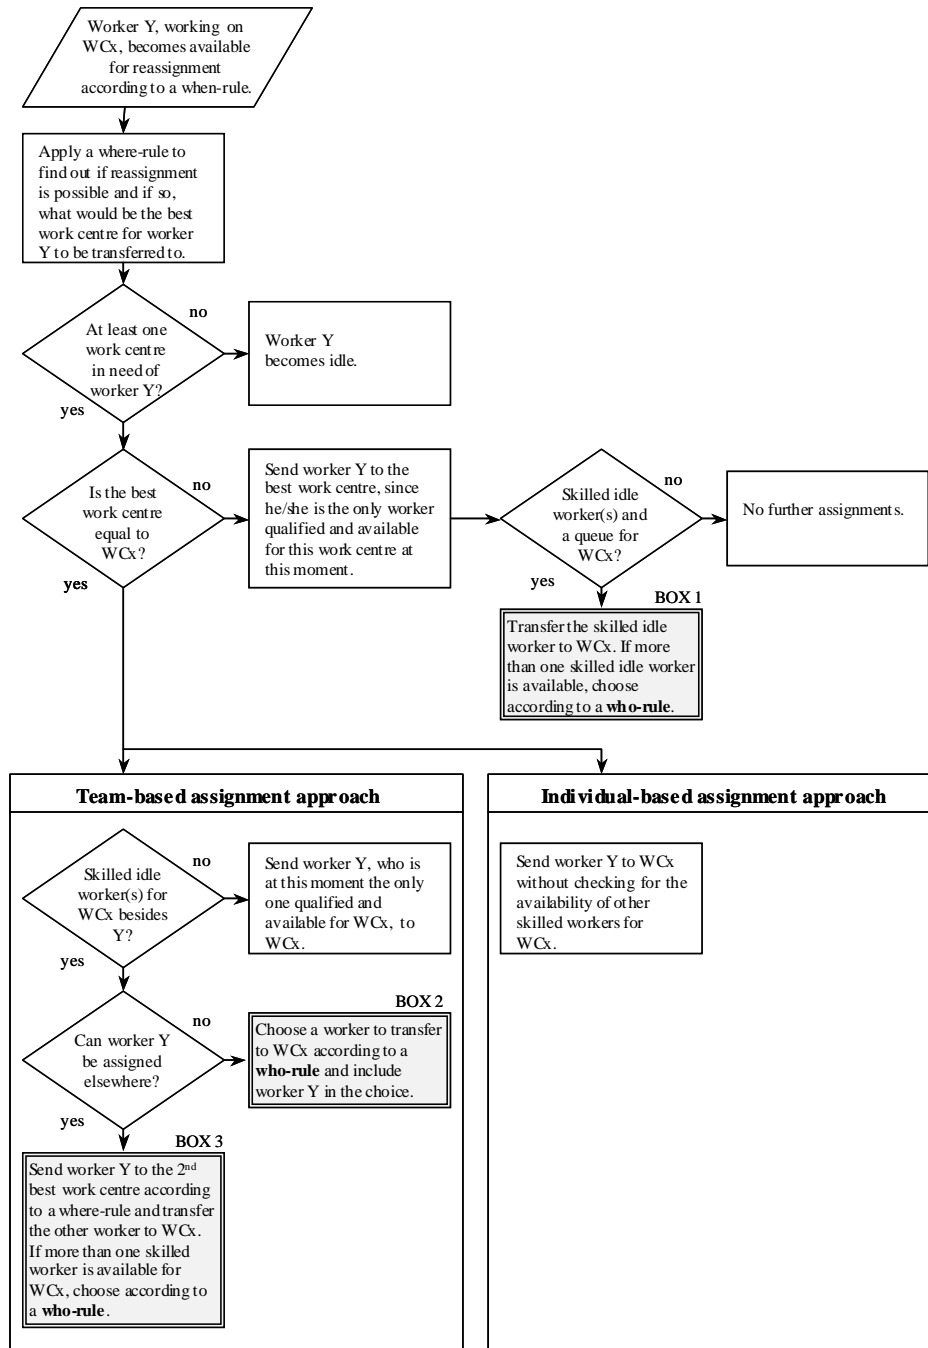 Worker Y, working on
WCx, becomes available
for reassignment
according to a when-rule.
Apply a where-rule to
find out if reassignment
is possible and if so,
what would be the best
work centre for worker
Y to be transferred to.
no
At least one
work centre
in need of
worker Y?
yes
Worker Y
becomes idle.
no
Is the best
work centre
equal to
WCx?
yes
Send worker Y to the
best work centre, since
he/she is the only worker
qualified and available
for this work centre at
this moment.
no
Skilled idle
worker(s) and
a queue for
WCx?
yes
No further assignments.
BOX 1
Transfer the skilled idle
worker to WCx. If more
than one skilled idle worker
is available, choose
according to a who-rule.
Team-based assignment approach
no
Skilled idle
worker(s) for
WCx besides
Y?
yes
Send worker Y, who is
at this moment the only
one qualified and
available for WCx, to
WCx.
no
Can worker Y
be assigned
elsewhere?
yes
BOX 2
Choose a worker to transfer
to WCx according to a
who-rule and include
worker Y in the choice.
BOX 3
Send worker Y to the 2nd
best work centre according
to a where-rule and transfer
the other worker to WCx.
If more than one skilled
worker is available for
WCx, choose according to
a who-rule.
Individual-based assignment approach
Send worker Y to WCx
without checking for the
availability of other
skilled workers for
WCx.